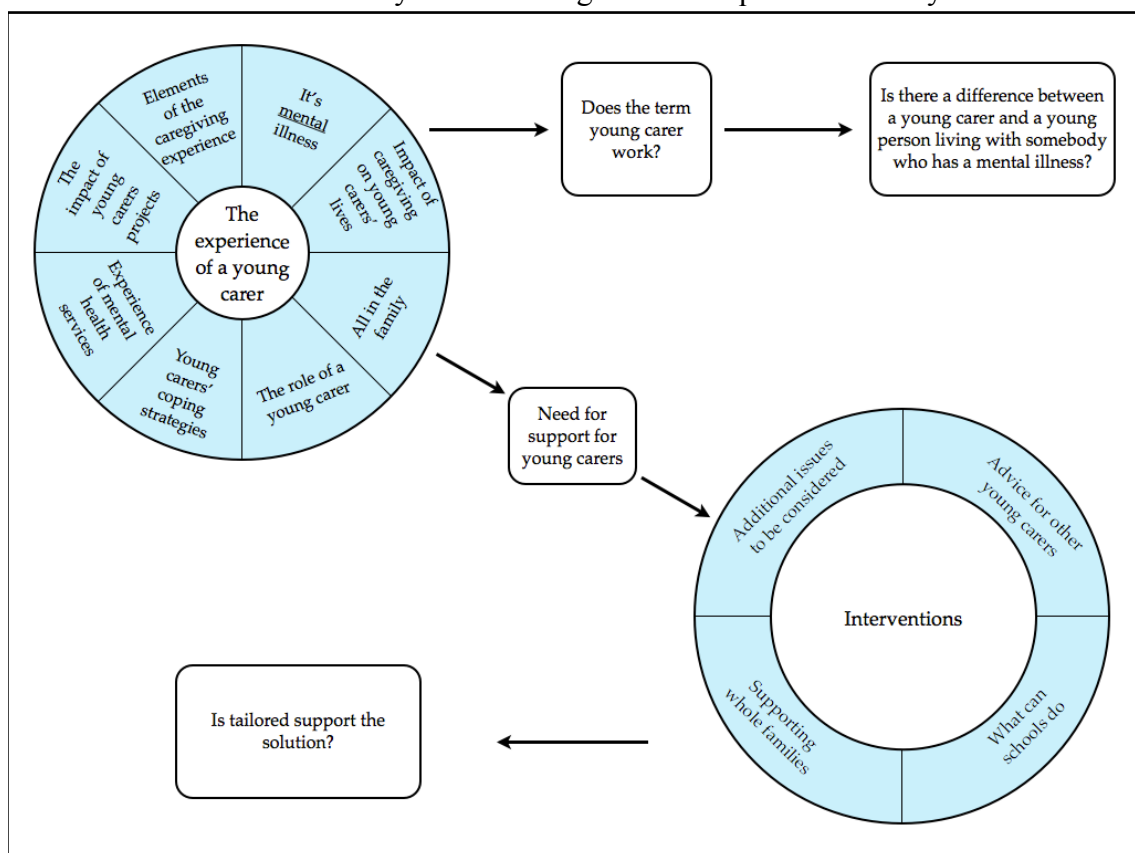 Elements
of the
caregiving
experience
It's
mental
illness
Impact of
caregiving
on young
carers'
lives
All in the
family
The role of a
young carer
Young
carers'
coping
strategies
Experience
of mental
health
services
The
impact of
young
carers
projects
The
experience
of a young
carer
Does the term
young carer
work?
Is there a difference between
a young carer and a young
person living with somebody
who has a mental illness?
Need for
support for
young carers
Additional issues
to be considered
Advice for other
young carers
Interventions
Supporting
whole families
What can
schools do
Is tailored support the
solution?